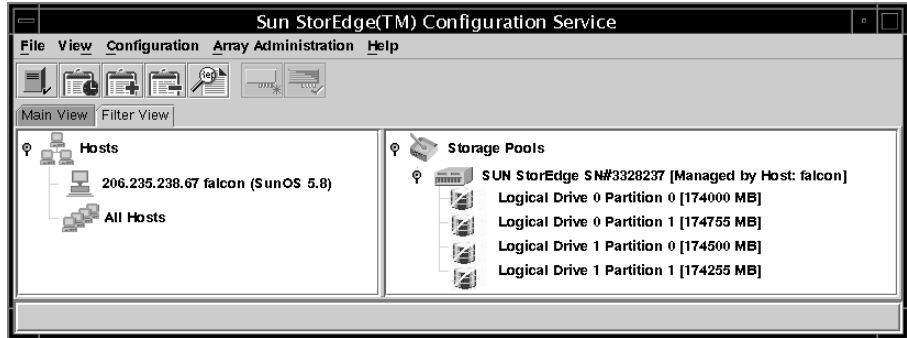 Sun StorEdge(TM) Configuration Service
File View Configuration Array Administration Help
Sep
Main View Filter View
Hosts
206.235.238.67 falcon (SunOS 5.8)
All Hosts
Storage Pools
SUN StorEdge SN#3328237 [Managed by Host: falcon]
Logical Drive 0 Partition 0 [174000 MB]
Logical Drive 0 Partition 1 [174755 MB]
Logical Drive 1 Partition 0 [174500 MB]
Logical Drive 1 Partition 1 [174255 MB]